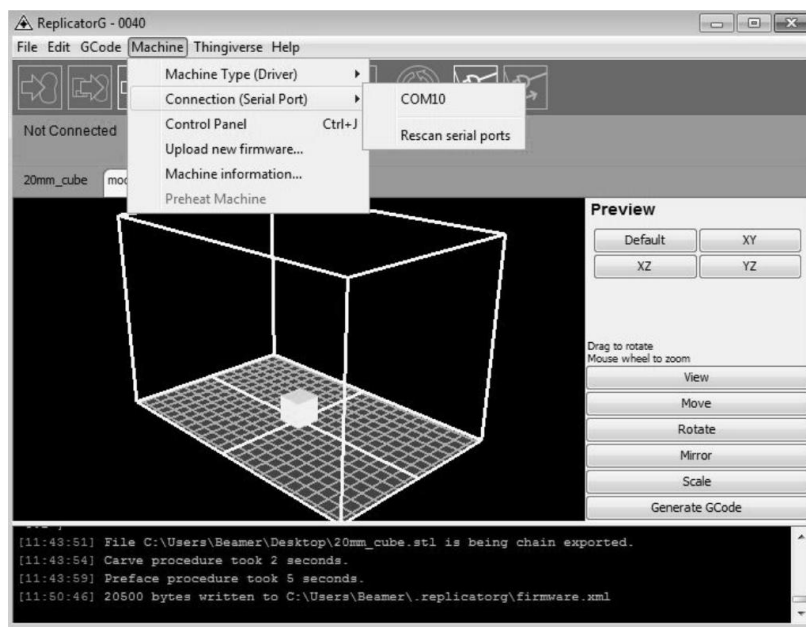 ReplicatorG - 0040
File Edit GCode Machine Thingiverse Help
Machine Type (Driver)
Connection (Serial Port)
COM10
Control Panel Ctrl+J
Rescan serial ports
Upload new firmware...
Machine information...
Preheat Machine
Not Connected
20mm_cube
Preview
Default XY
XZ YZ
Drag to rotate
Mouse wheel to zoom
View
Move
Rotate
Mirror
Scale
Generate GCode
[11:43:51] File C:\Users\Beamer\Desktop\20mm_cube.stl is being chain exported.
[11:43:54] Carve procedure took 2 seconds.
[11:43:59] Preface procedure took 5 seconds.
[11:50:46] 20500 bytes written to C:\Users\Beamer\.replicatorg\firmware.xml